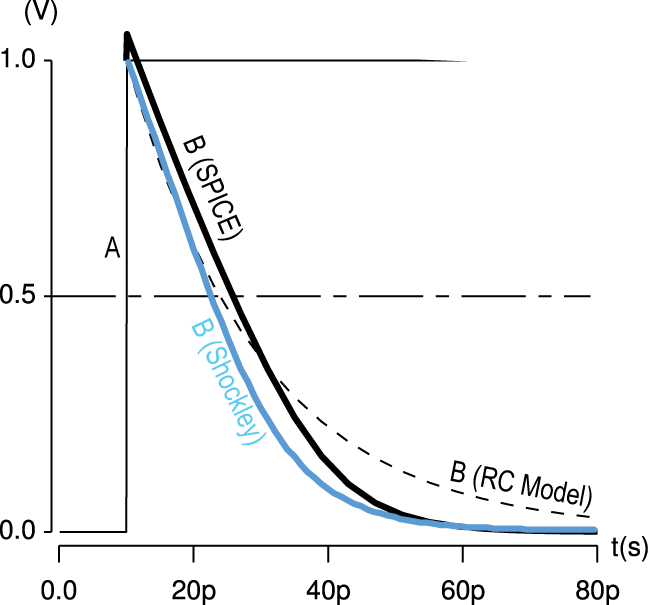 (V)
1.0
B (SPICE)
A
0.5
B (Shockley)
B (RC Model)
0.0
t(s)
0.0 20p 40p 60p 80p